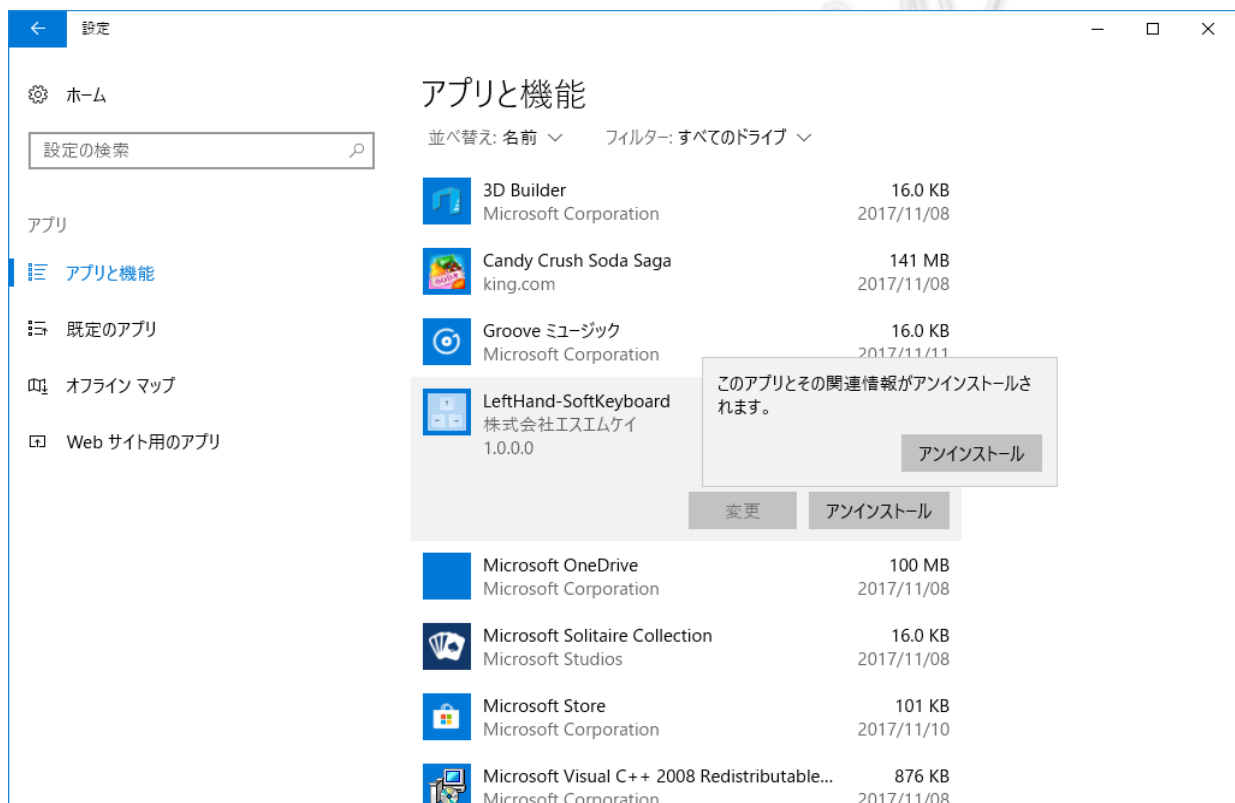 設定
ホーム
設定の検索
アプリ
アプリと機能
既定のアプリ
オフライン マップ
Web サイト用のアプリ
アプリと機能
並べ替え: 名前
フィルター: すべてのドライブ
3D Builder 16.0 KB
Microsoft Corporation 2017/11/08
Candy Crush Soda Saga 141 MB
king.com 2017/11/08
Groove ミュージック 16.0 KB
Microsoft Corporation 2017/11/11
LeftHand-SoftKeyboard
株式会社エスエムケイ
1.0.0.0
このアプリとその関連情報がアンインストールさ
れます。
アンインストール
変更 アンインストール
Microsoft OneDrive 100 MB
Microsoft Corporation 2017/11/08
Microsoft Solitaire Collection 16.0 KB
Microsoft Studios 2017/11/08
Microsoft Store 101 KB
Microsoft Corporation 2017/11/10
Microsoft Visual C++ 2008 Redistributable... 876 KB
Microsoft Corporation 2017/11/08